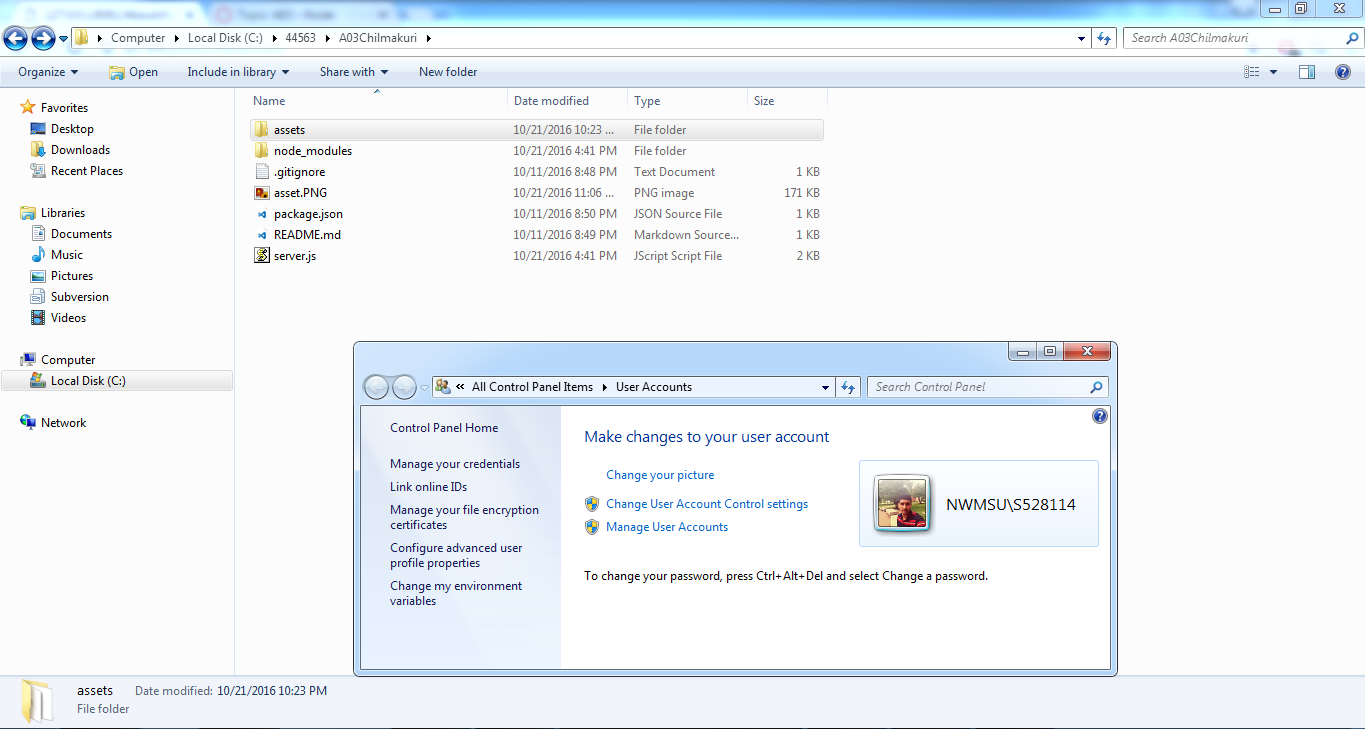 Computer Local Disk (C:) 44563 A03Chilmakuri Search A03Chilmakuri
Organize Open Include in library Share with New folder
Favorites
Desktop
Downloads
Recent Places
Libraries
Documents
Music
Pictures
Subversion
Videos
Computer
Local Disk (C:)
Network
Name Date modified Type Size
assets 10/21/2016 10:23 ... File folder
node_modules 10/21/2016 4:41 PM File folder
.gitignore 10/11/2016 8:48 PM Text Document 1 KB
asset.PNG 10/21/2016 11:06 ... PNG image 171 KB
package.json 10/11/2016 8:50 PM JSON Source File 1 KB
README.md 10/11/2016 8:49 PM Markdown Source... 1 KB
server.js 10/21/2016 4:41 PM JScript Script File 2 KB
« All Control Panel Items User Accounts Search Control Panel
Control Panel Home
Manage your credentials
Link online IDs
Manage your file encryption
certificates
Configure advanced user
profile properties
Change my environment
variables
Make changes to your user account
Change your picture
Change User Account Control settings
Manage User Accounts
NWMSU\S528114
To change your password, press Ctrl+Alt+Del and select Change a password.
assets Date modified: 10/21/2016 10:23 PM
File folder